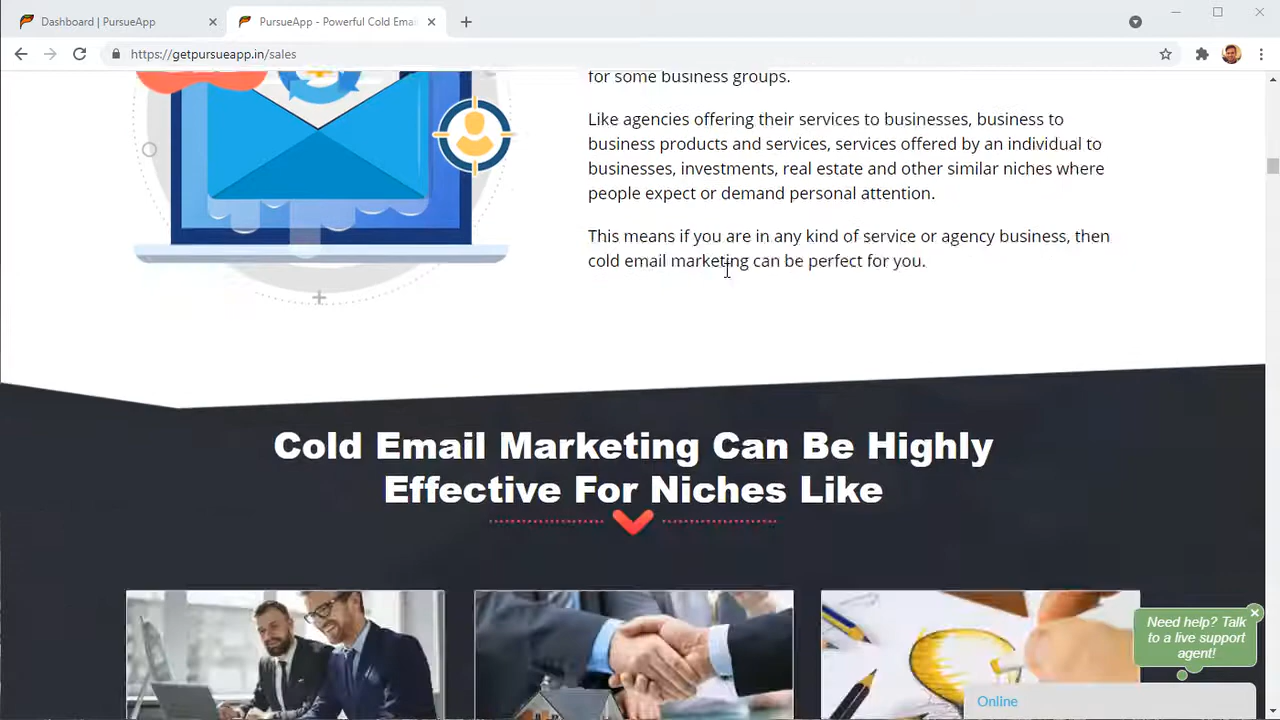 Dashboard | PursueApp
PursueApp - Powerful Cold Emai
https://getpursueapp.in/sales
for some business groups.
Like agencies offering their services to businesses, business to
business products and services, services offered by an individual to
businesses, investments, real estate and other similar niches where
people expect or demand personal attention.
This means if you are in any kind of service or agency business, then
cold email marketing can be perfect for you.
Cold Email Marketing Can Be Highly
Effective For Niches Like
Need help? Talk
to a live support
agent!
Online